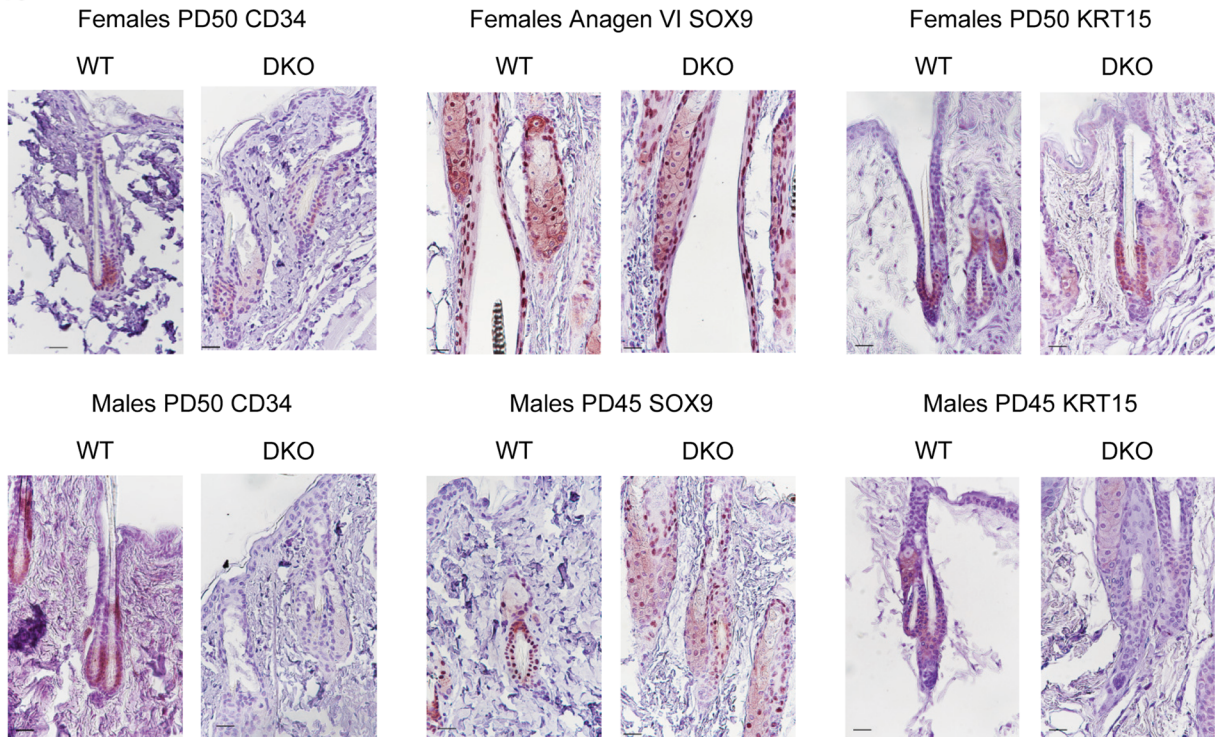 Females PD50 CD34
Females Anagen VI SOX9
Females PD50 KRT15
WT
DKO
WT
DKO
WT
DKO
Males PD50 CD34
Males PD45 SOX9
Males PD45 KRT15
WT
DKO
WT
DKO
WT
DKO